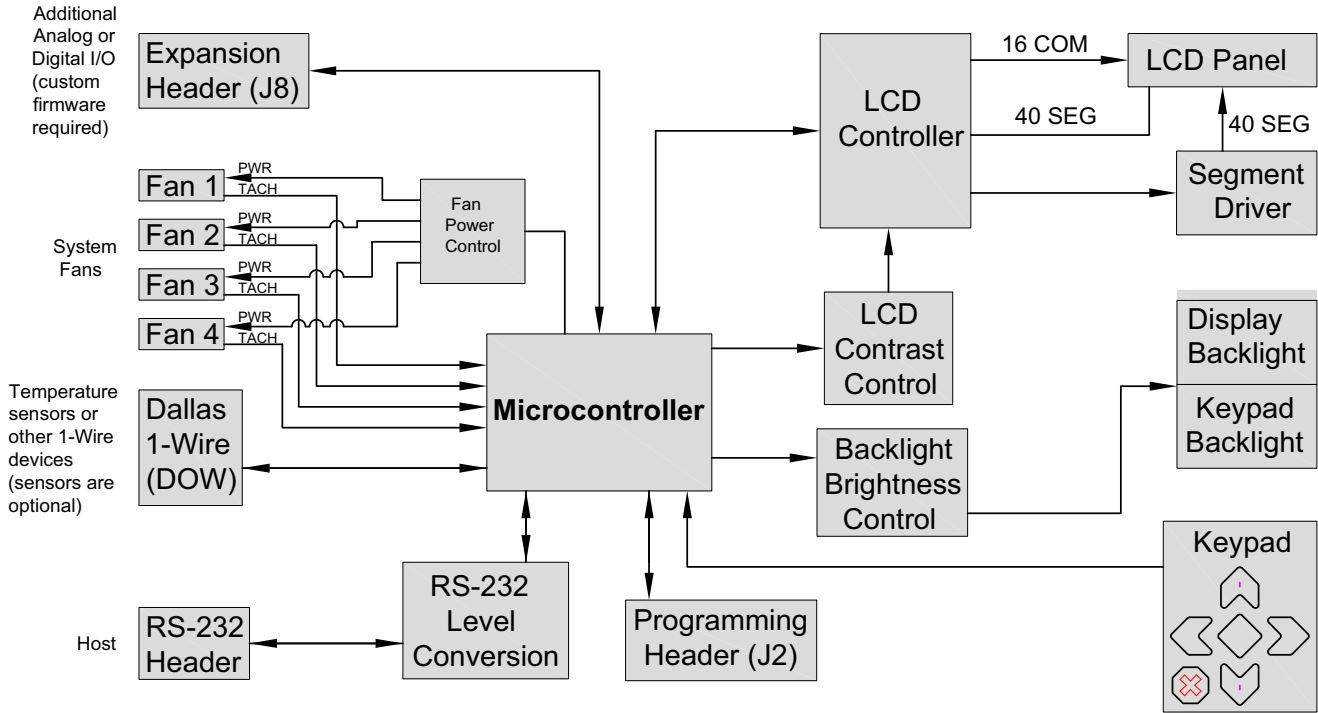 Additional
Analog or
Digital I/O
(custom
firmware
required)
Expansion
Header (J8)
16 COM
LCD Panel
LCD
Controller
40 SEG
40 SEG
Segment
Driver
System
Fans
Fan 1
PWR
TACH
Fan 2
PWR
TACH
Fan 3
PWR
TACH
Fan 4
PWR
TACH
Fan
Power
Control
LCD
Contrast
Control
Display
Backlight
Keypad
Backlight
Microcontroller
Temperature
sensors or
other 1-Wire
devices
(sensors are
optional)
Dallas
1-Wire
(DOW)
Backlight
Brightness
Control
Keypad
Host
RS-232
Header
RS-232
Level
Conversion
Programming
Header (J2)